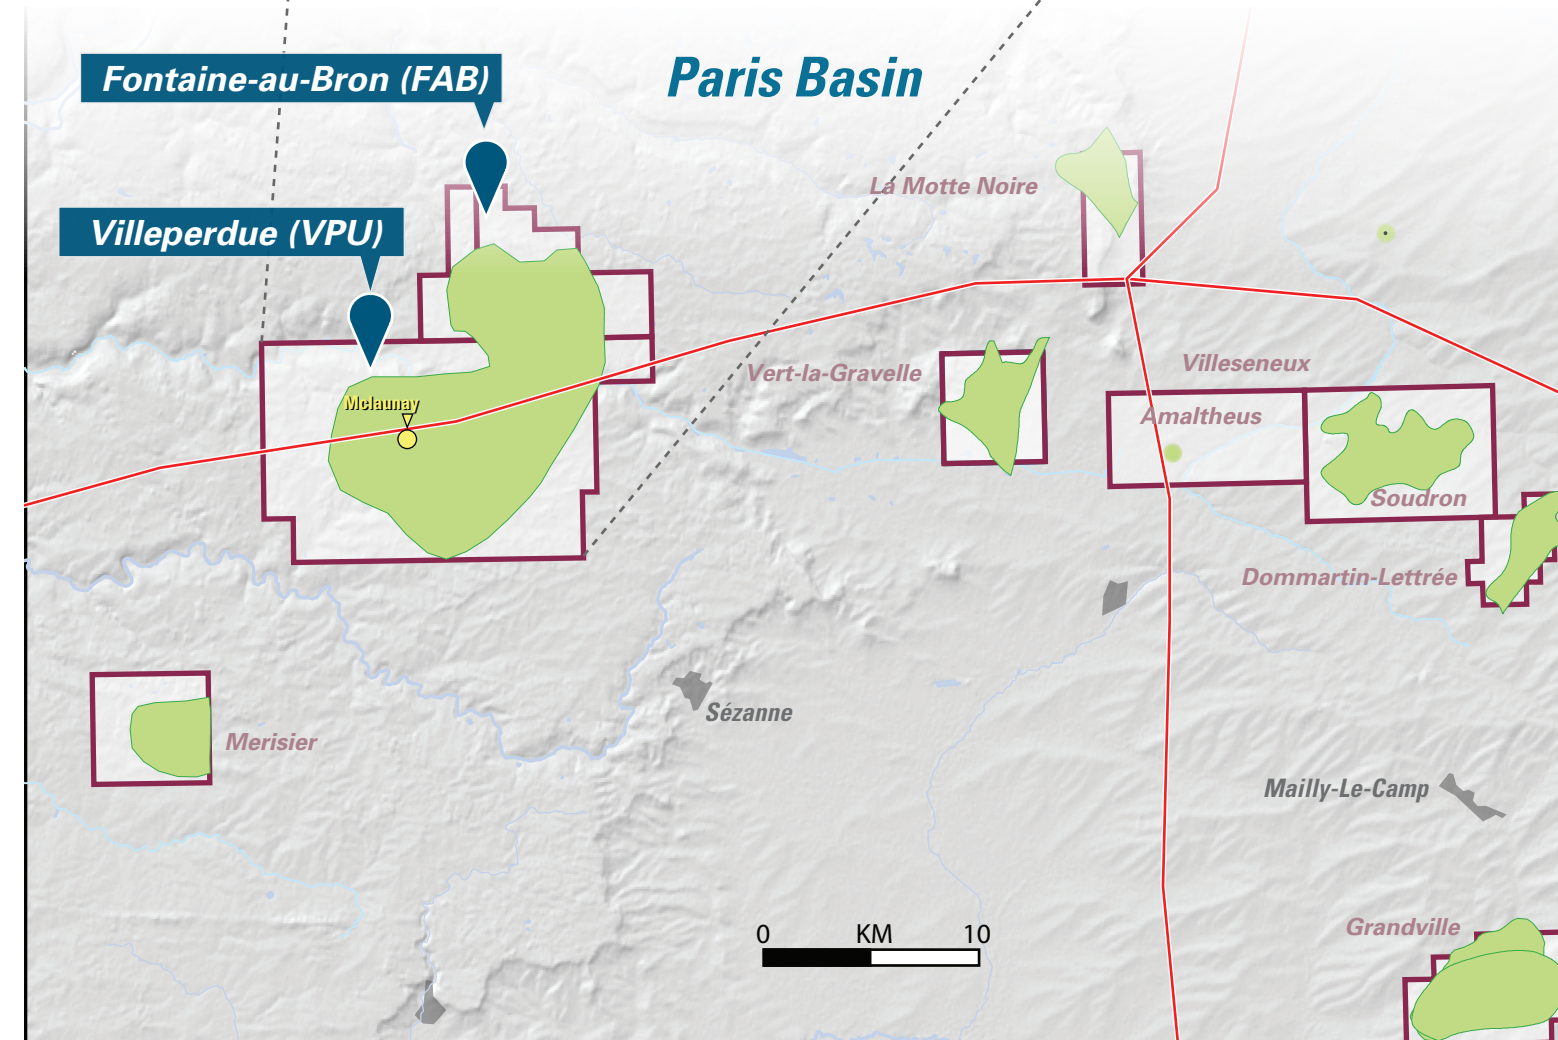 Paris Basin
Fontaine-au-Bron (FAB)
La Motte Noire
Villeperdue (VPU)
Villeseneux
Vert-la-Gravelle
Mclaunay
Amaltheus
Soudron
Dommartin-Lettrée
Sézanne
Merisier
Mailly-Le-Camp
Grandville
0 KM 10